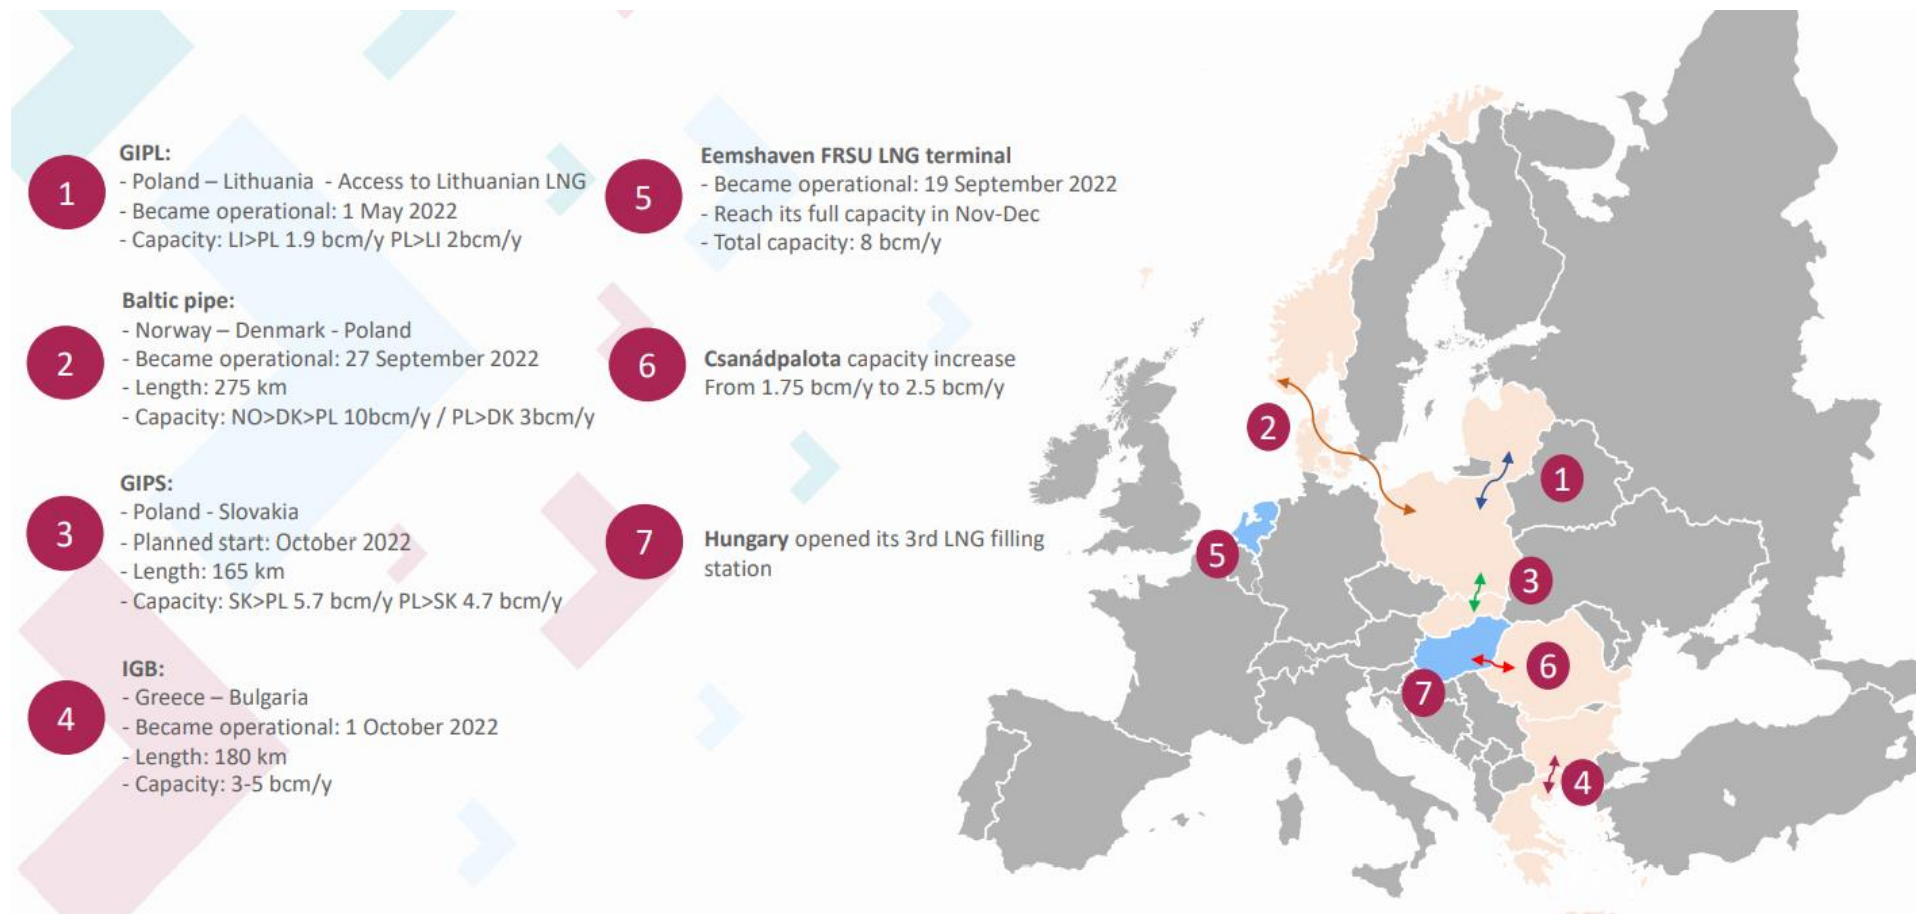 1
GIPL:
- Poland – Lithuania - Access to Lithuanian LNG
- Became operational: 1 May 2022
- Capacity: LI>PL 1.9 bcm/y PL>LI 2bcm/y
2
Baltic pipe:
- Norway – Denmark - Poland
- Became operational: 27 September 2022
- Length: 275 km
- Capacity: NO>DK>PL 10bcm/y / PL>DK 3bcm/y
3
GIPS:
- Poland - Slovakia
- Planned start: October 2022
- Length: 165 km
- Capacity: SK>PL 5.7 bcm/y PL>SK 4.7 bcm/y
4
IGB:
- Greece – Bulgaria
- Became operational: 1 October 2022
- Length: 180 km
- Capacity: 3-5 bcm/y
5
Eemshaven FRSU LNG terminal
- Became operational: 19 September 2022
- Reach its full capacity in Nov-Dec
- Total capacity: 8 bcm/y
6
Csanádpalota capacity increase
From 1.75 bcm/y to 2.5 bcm/y
7
Hungary opened its 3rd LNG filling
station
2
1
5
3
6
7
4